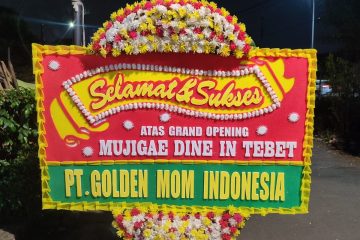 Selamat & Sukses
ATAS GRAND OPENING
MUJIGAE DINE IN TEBET
PT. GOLDEN MOM INDONESIA